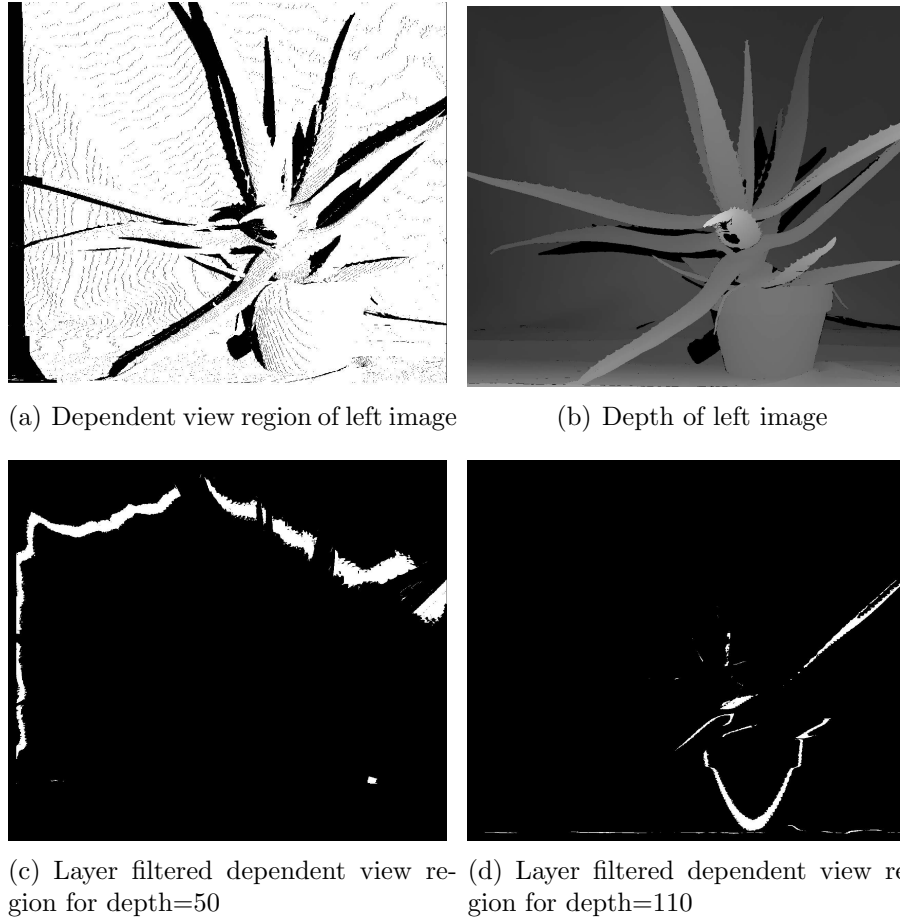 (a) Dependent view region of left image
(b) Depth of left image
(c) Layer filtered dependent view re-
gion for depth=50
(d) Layer filtered dependent view re
gion for depth=110